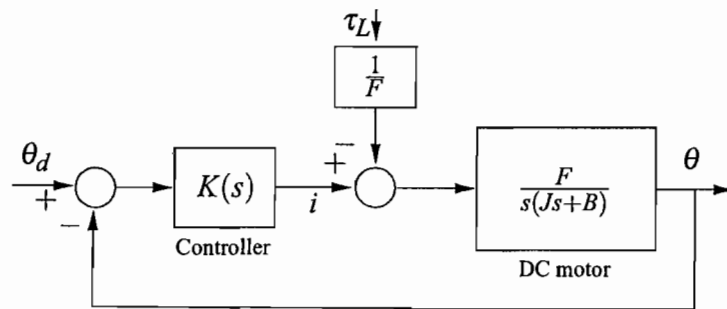 τ_L
1/F
θ_d
+
−
K(s)
Controller
i
+
−
F/s(Js+B)
DC motor
θ